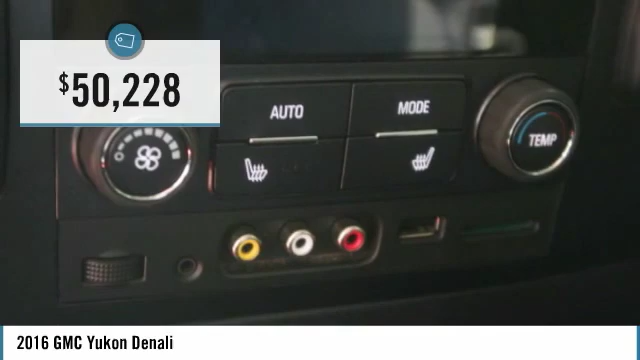 $50,228
AUTO
MODE
TEMP
2016 GMC Yukon Denali